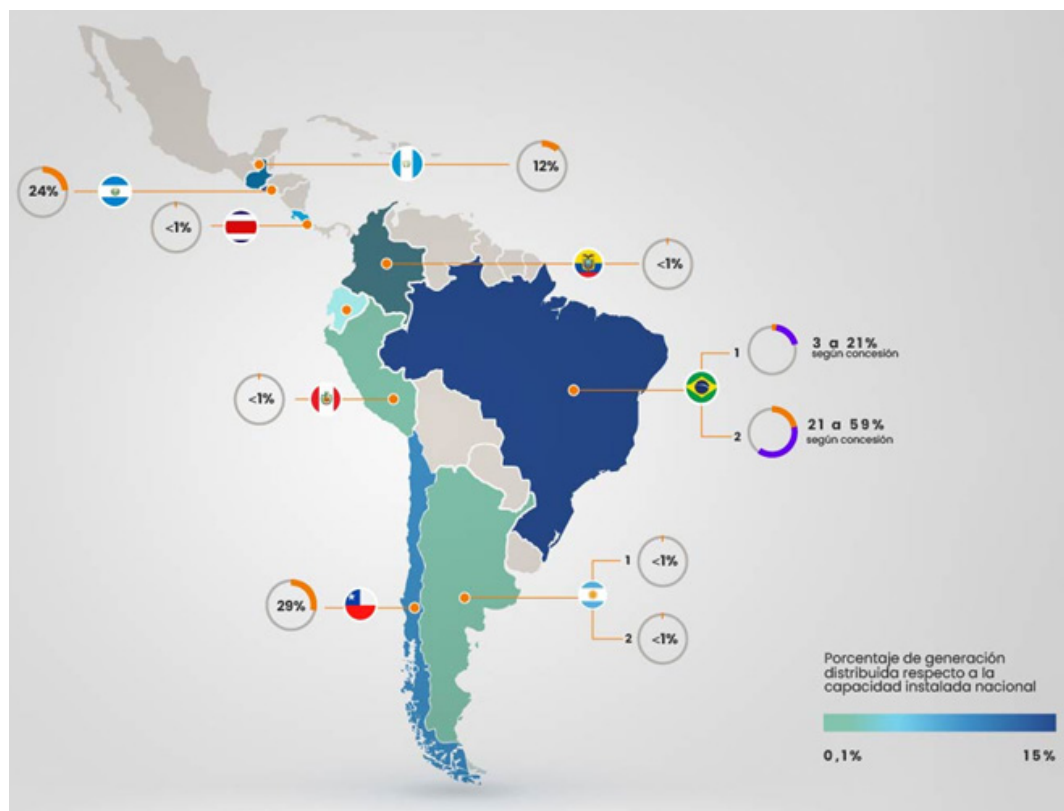 12%
24%
<1%
<1%
1
3 a 21%
según concesión
<1%
2
21 a 59%
según concesión
1
<1%
29%
2
<1%
Porcentaje de generación
distribuida respecto a la
capacidad instalada nacional
0,1%
15%